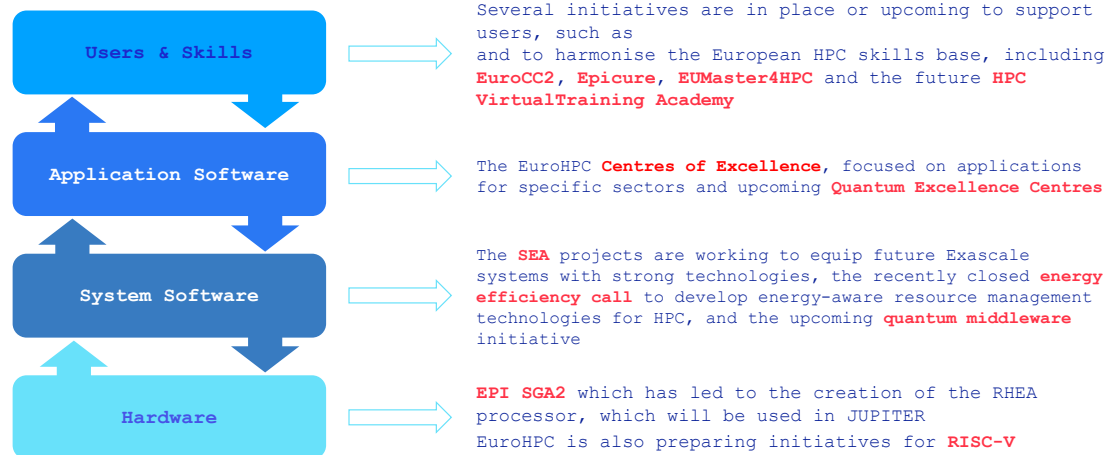 Users & Skills
Several initiatives are in place or upcoming to support
users, such as
and to harmonise the European HPC skills base, including
EuroCC2, Epicure, EUMaster4HPC and the future HPC
VirtualTraining Academy
Application Software
The EuroHPC Centres of Excellence, focused on applications
for specific sectors and upcoming Quantum Excellence Centres
System Software
The SEA projects are working to equip future Exascale
systems with strong technologies, the recently closed energy
efficiency call to develop energy-aware resource management
technologies for HPC, and the upcoming quantum middleware
initiative
Hardware
EPI SGA2 which has led to the creation of the RHEA
processor, which will be used in JUPITER
EuroHPC is also preparing initiatives for RISC-V